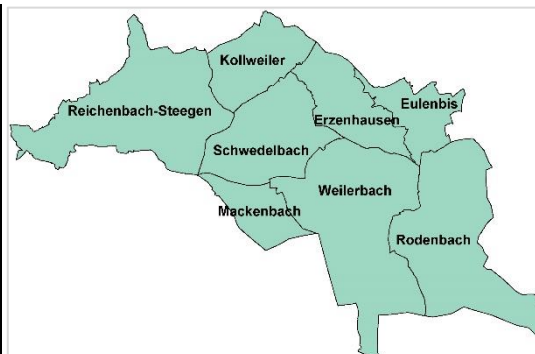 Kollweiler
Reichenbach-Steegen
Eulenbis
Erzenhausen
Schwedelbach
Weilerbach
Mackenbach
Rodenbach